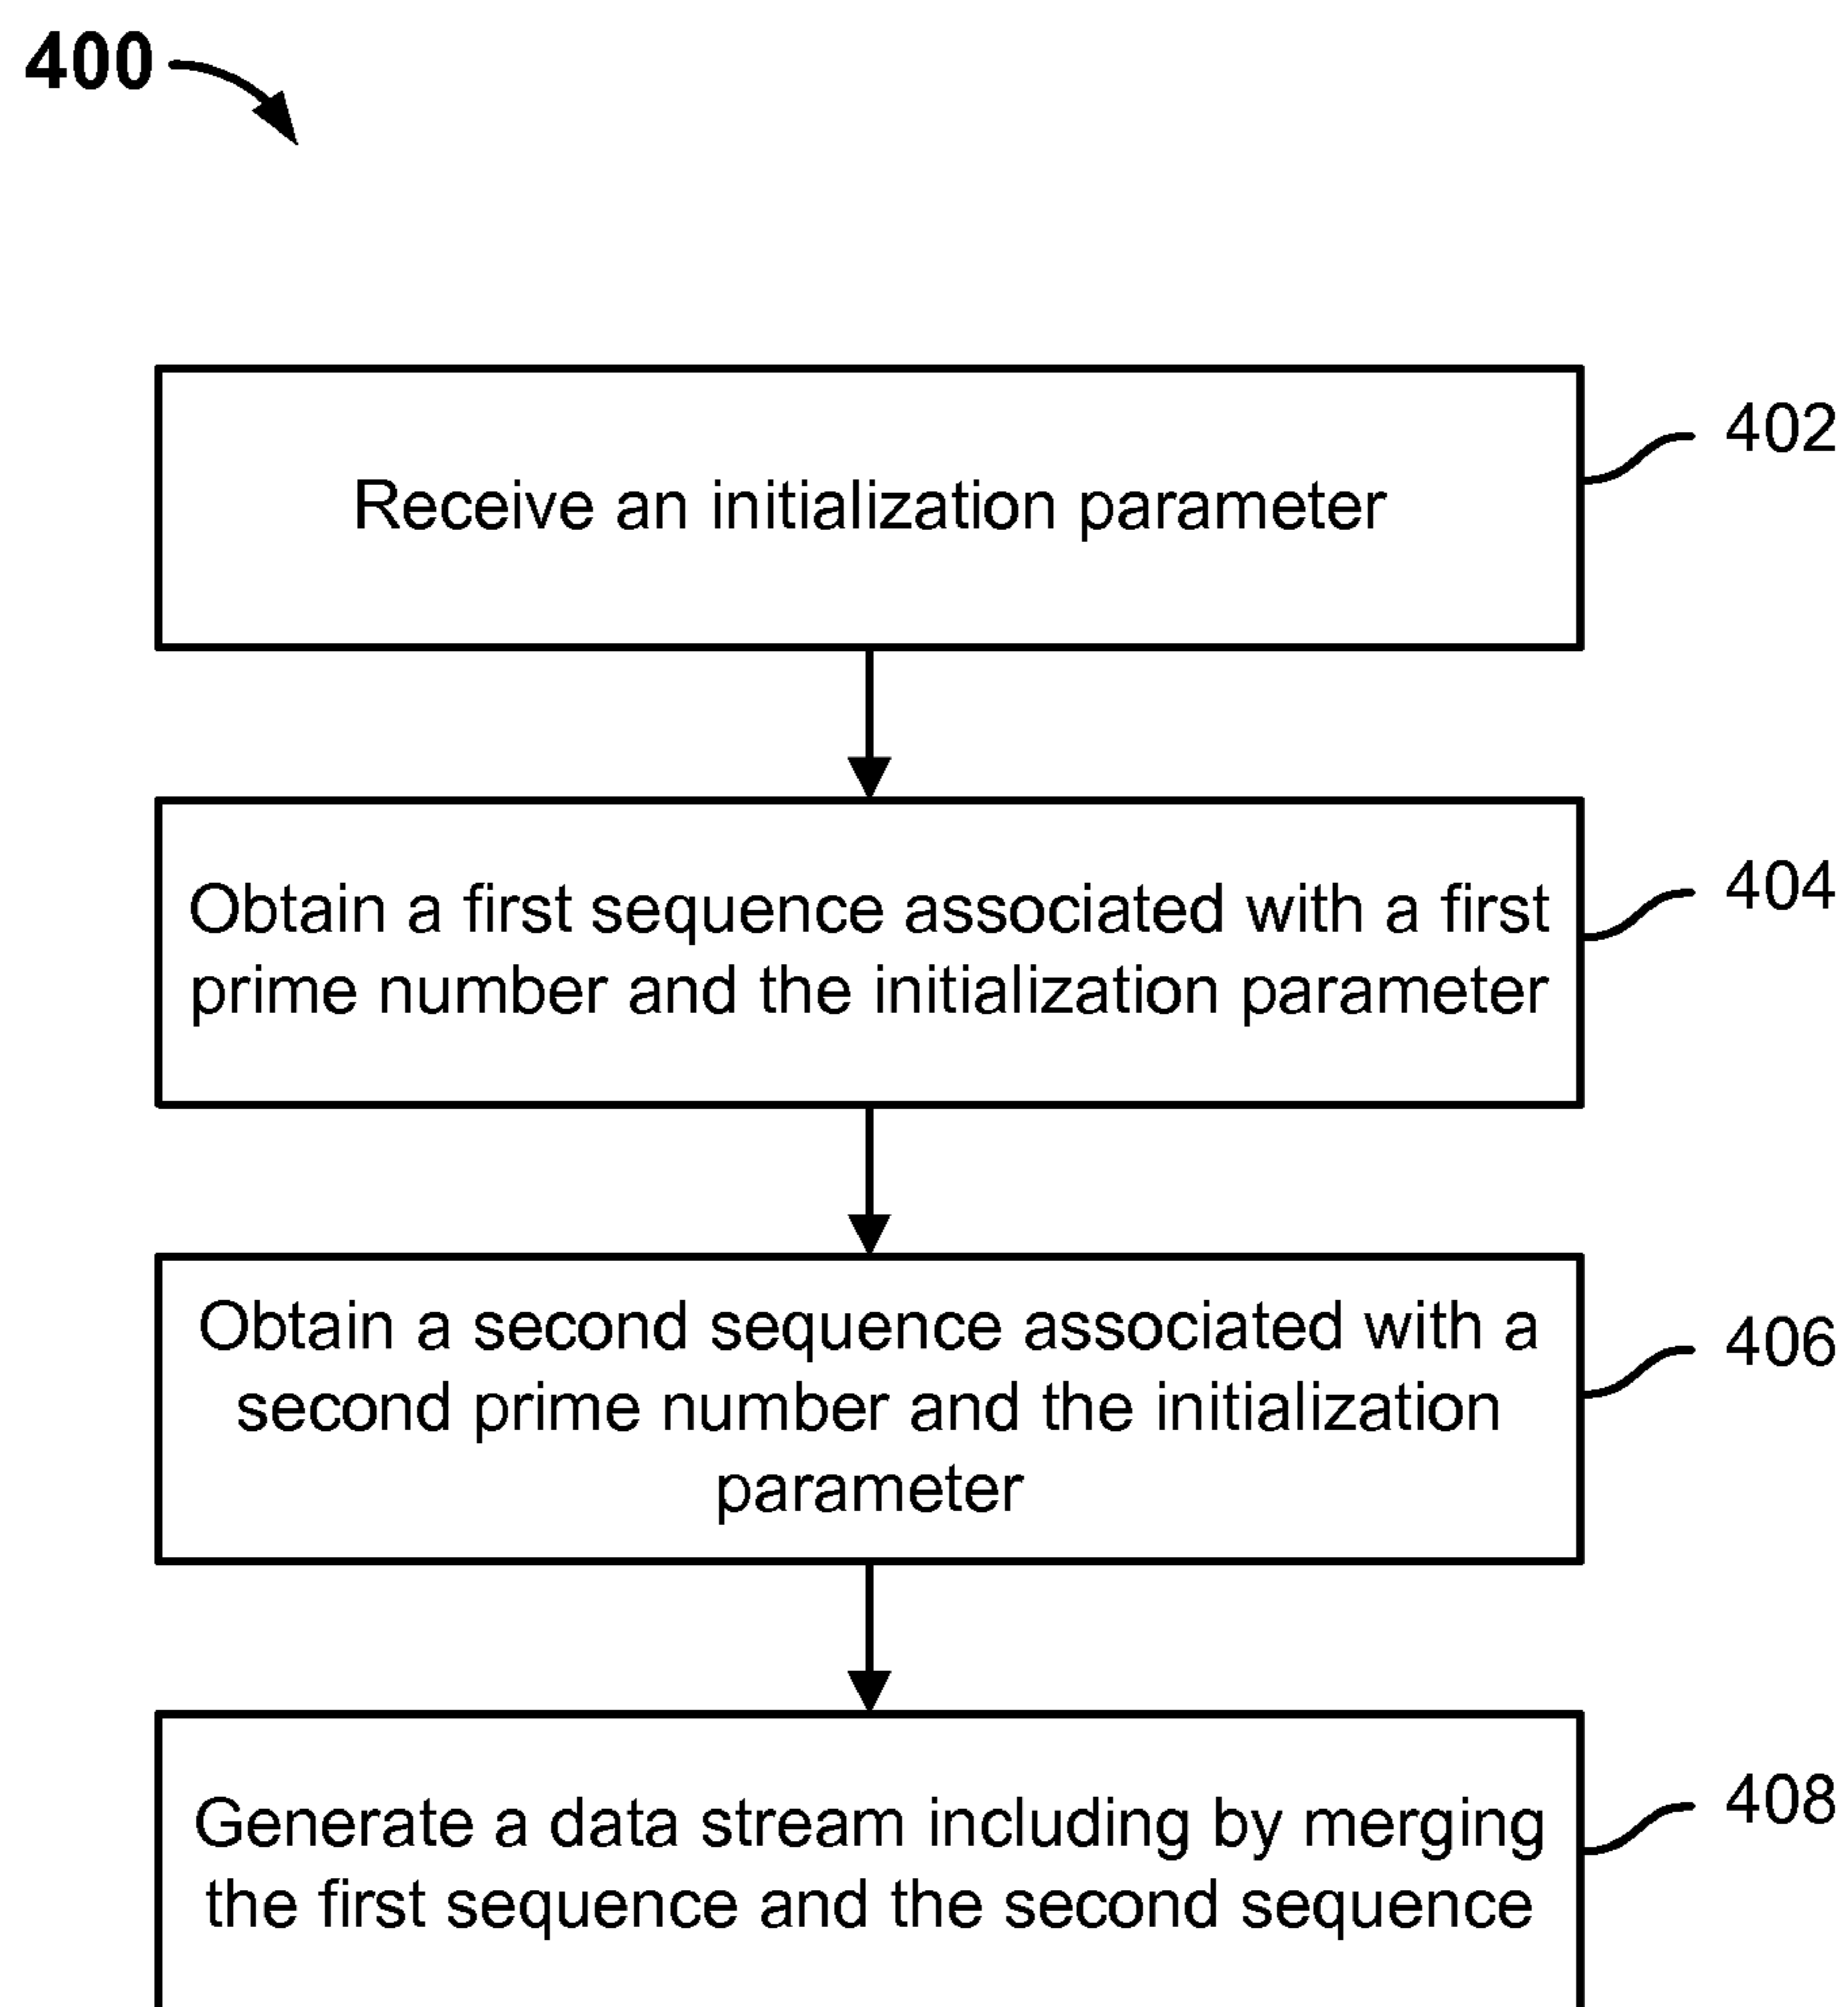 400
Receive an initialization parameter
402
Obtain a first sequence associated with a first
prime number and the initialization parameter
404
Obtain a second sequence associated with a
second prime number and the initialization
parameter
406
Generate a data stream including by merging
the first sequence and the second sequence
408